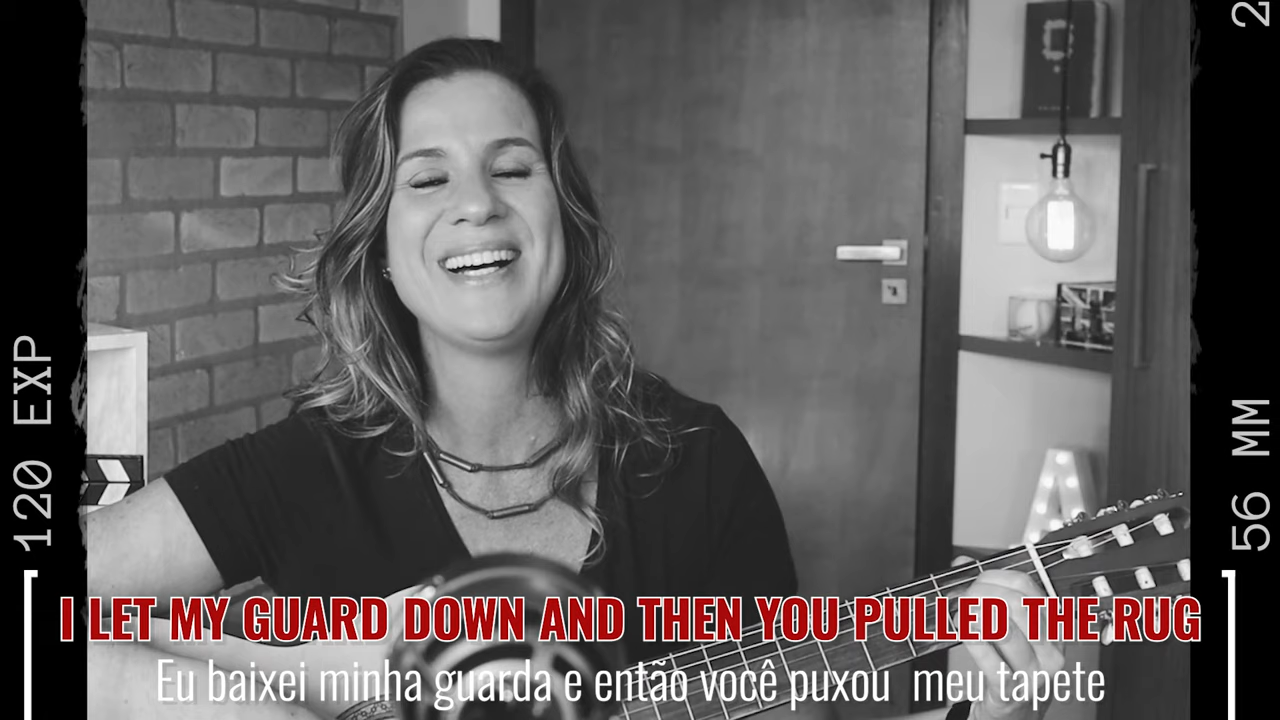 120 EXP
56 MM
2
I LET MY GUARD DOWN AND THEN YOU PULLED THE RUG
Eu baixei minha guarda e então você puxou meu tapete